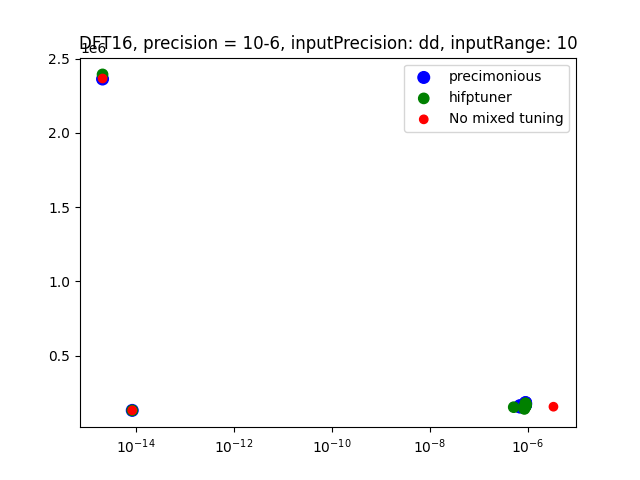 DFT16, precision = 10-6, inputPrecision: dd, inputRange: 10
1e6
2.5
2.0
1.5
1.0
0.5
precimonious
hifptuner
No mixed tuning
10⁻¹⁴ 10⁻¹² 10⁻¹⁰ 10⁻⁸ 10⁻⁶